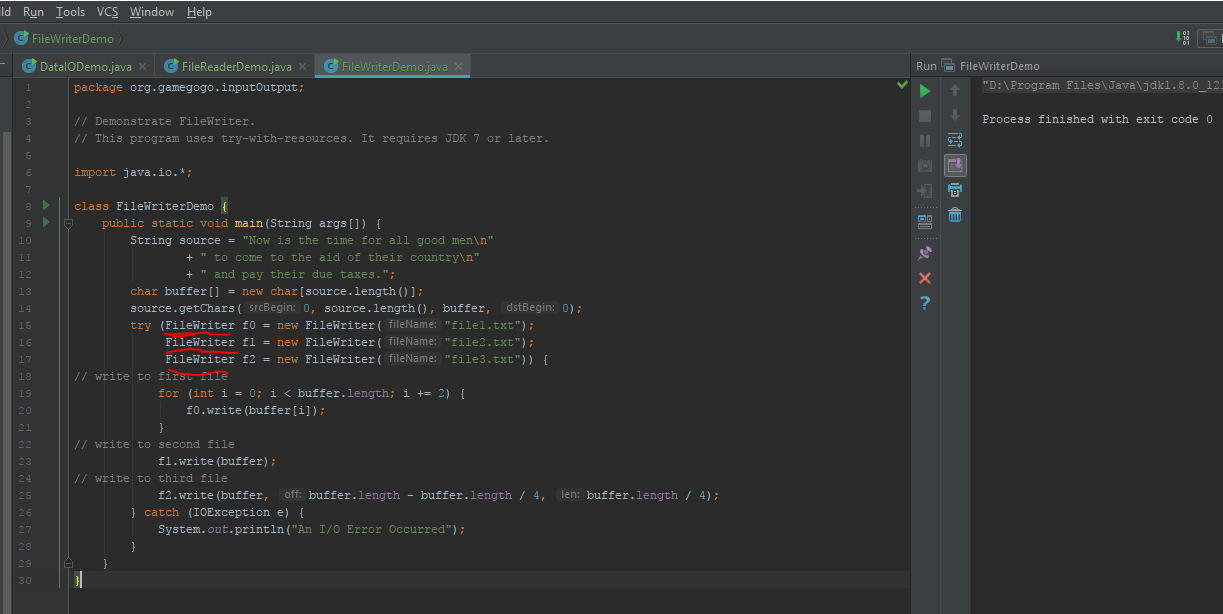 Run Tools VCS Window Help
FileWriterDemo
DataIODemo.java × FileReaderDemo.java × FileWriterDemo.java ×
Run FileWriterDemo
1 package org.gamegogo.inputOutput;
2
3 // Demonstrate FileWriter.
4 // This program uses try-with-resources. It requires JDK 7 or later.
5
6 import java.io.*;
7
8 class FileWriterDemo {
9 public static void main(String args[]) {
10 String source = "Now is the time for all good men\n"
11 + " to come to the aid of their country\n"
12 + " and pay their due taxes.";
13 char buffer[] = new char[source.length()];
14 source.getChars( srcBegin: 0, source.length(), buffer, dstBegin: 0);
15 try (FileWriter f0 = new FileWriter( fileName: "file1.txt");
16 FileWriter f1 = new FileWriter( fileName: "file2.txt");
17 FileWriter f2 = new FileWriter( fileName: "file3.txt")) {
18 // write to first file
19 for (int i = 0; i < buffer.length; i += 2) {
20 f0.write(buffer[i]);
21 }
22 // write to second file
23 f1.write(buffer);
24 // write to third file
25 f2.write(buffer, off: buffer.length - buffer.length / 4, len: buffer.length / 4);
26 } catch (IOException e) {
27 System.out.println("An I/O Error Occurred");
28 }
29 }
30 }
"D:\Program Files\Java\jdk1.8.0_121
Process finished with exit code 0